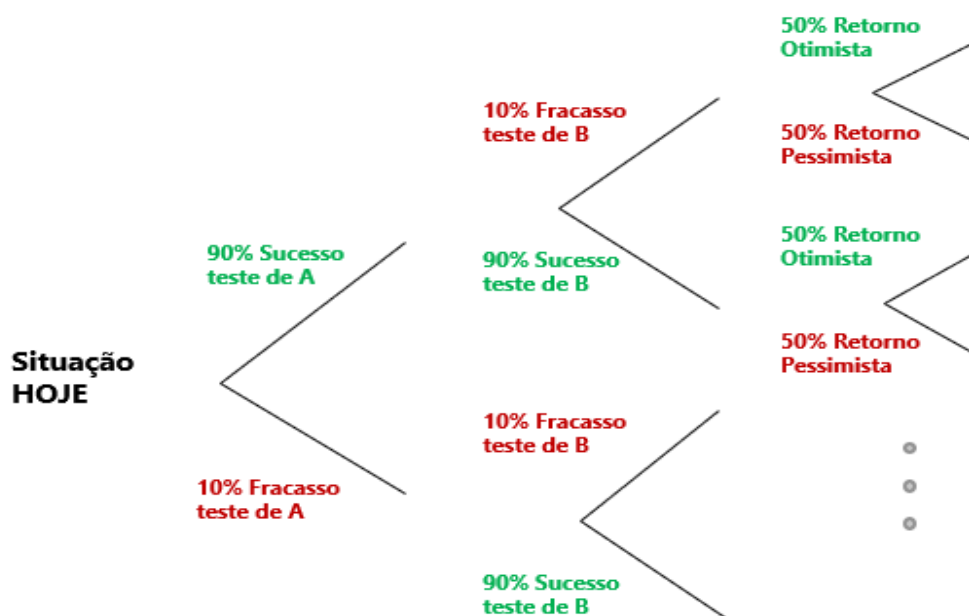 50% Retorno
Otimista
10% Fracasso
teste de B
50% Retorno
Pessimista
90% Sucesso
teste de A
90% Sucesso
teste de B
50% Retorno
Otimista
Situação
HOJE
50% Retorno
Pessimista
10% Fracasso
teste de B
10% Fracasso
teste de A
90% Sucesso
teste de B